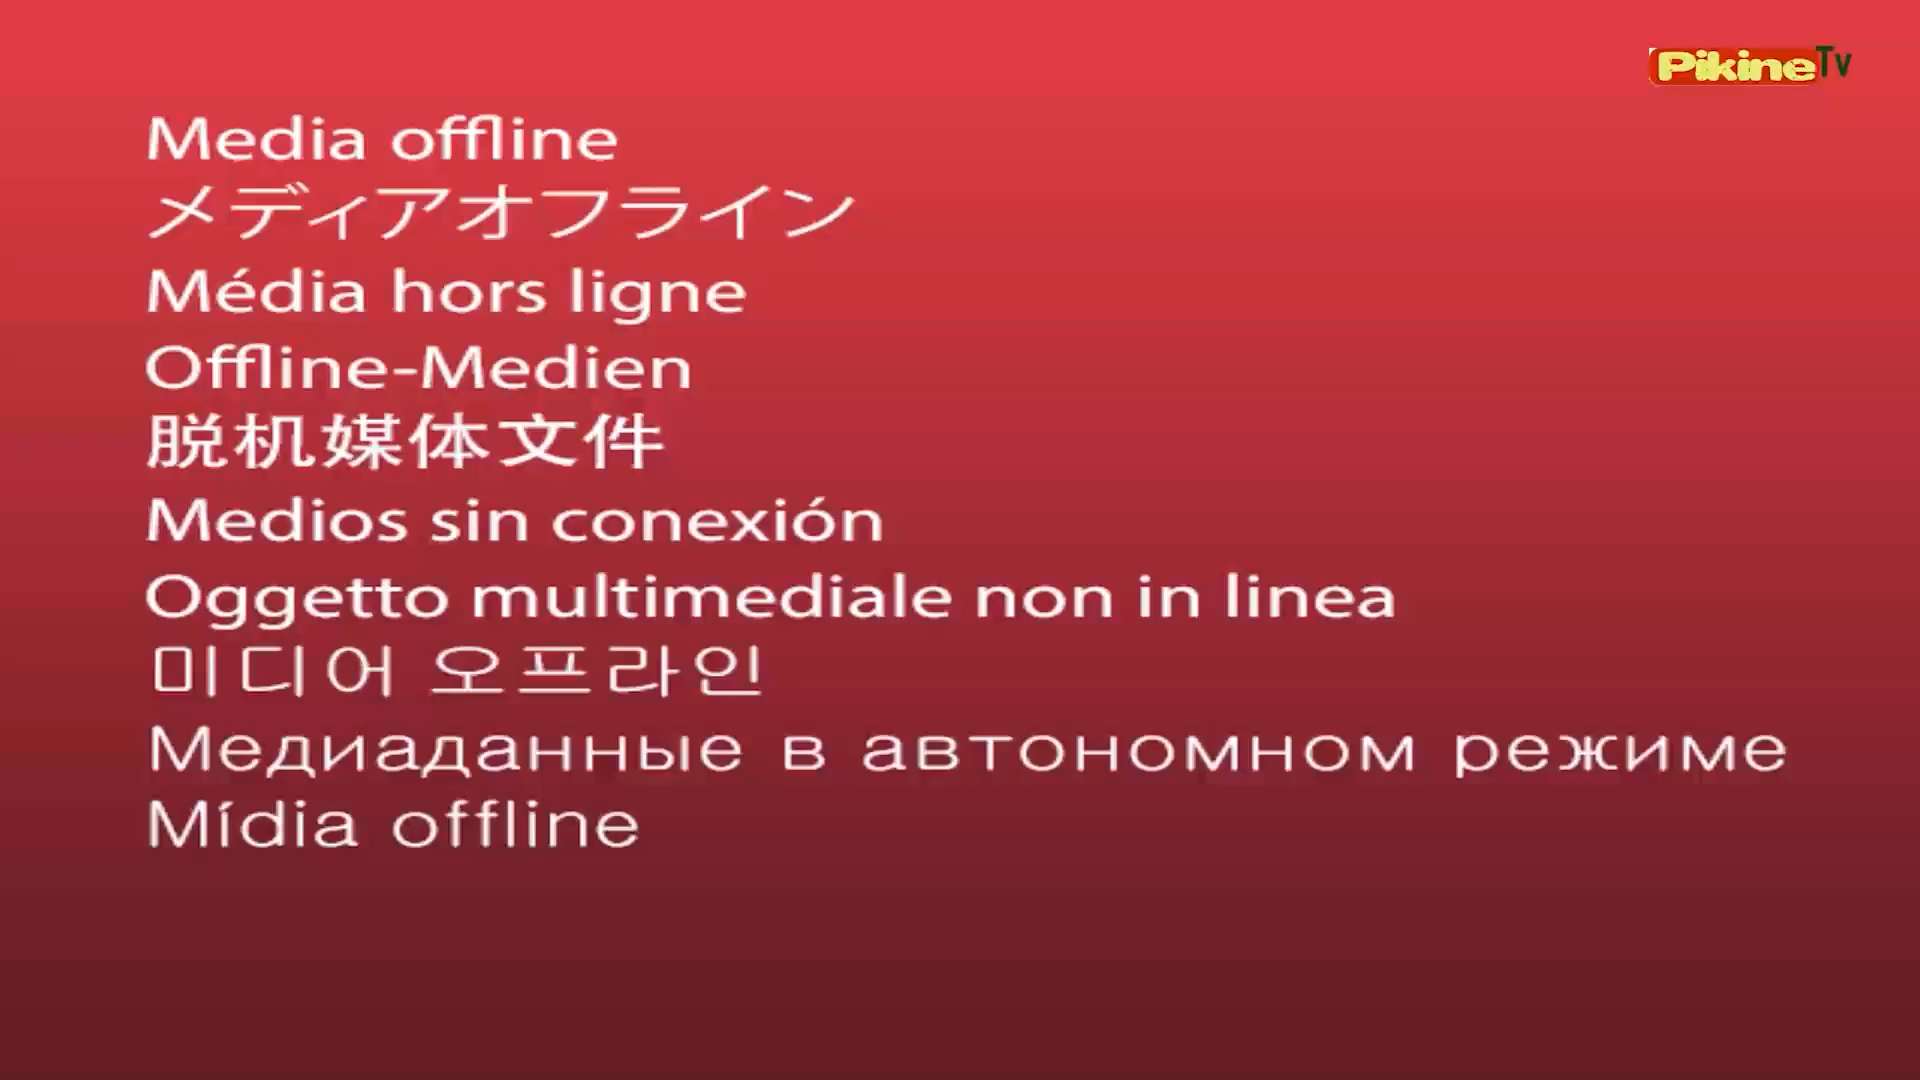 PikineTv
Media offline
メディアオフライン
Média hors ligne
Offline-Medien
脱机媒体文件
Medios sin conexión
Oggetto multimediale non in linea
미디어 오프라인
Медиаданные в автономном режиме
Mídia offline